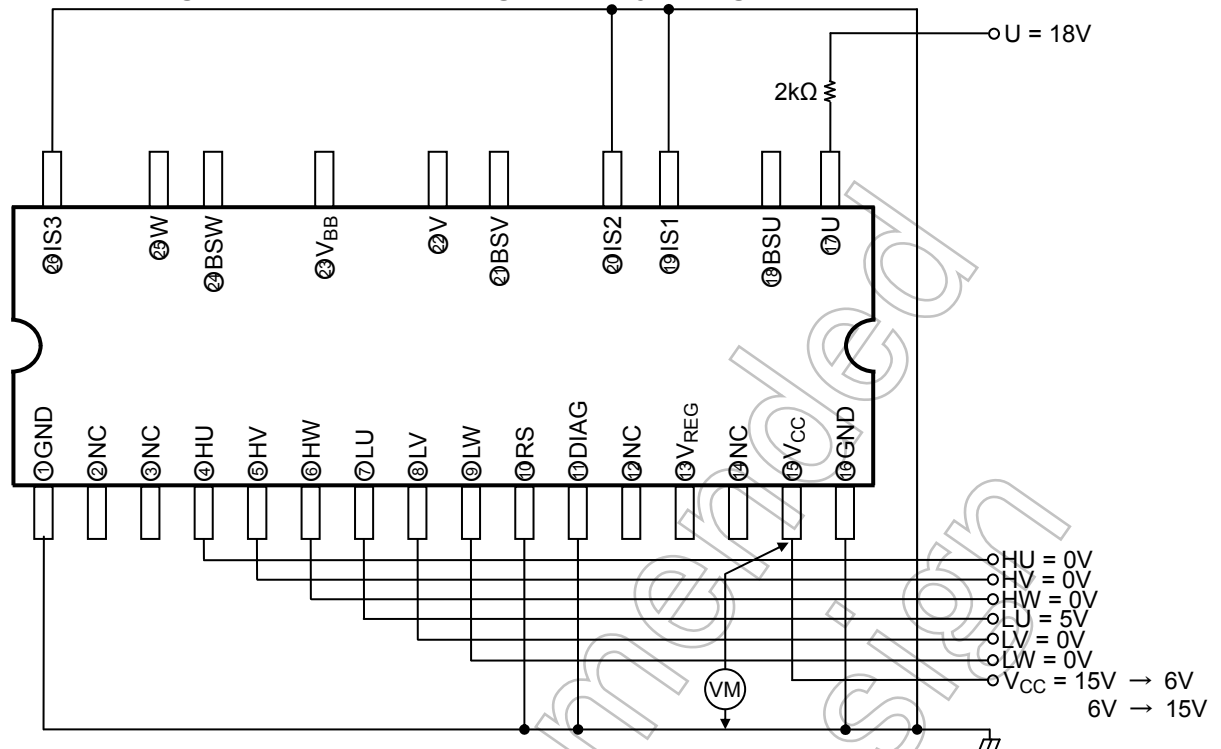 U = 18V
2kΩ
㉖IS3
㉕W
㉔BSW
㉓VBB
㉒V
㉑BSV
⑳IS2
⑲IS1
⑱BSU
⑰U
①GND
②NC
③NC
④HU
⑤HV
⑥HW
⑦LU
⑧LV
⑨LW
⑩RS
⑪DIAG
⑫NC
⑬VREG
⑭NC
⑮VCC
⑯GND
HU = 0V
HV = 0V
HW = 0V
LU = 5V
LV = 0V
LW = 0V
VM
VCC = 15V → 6V
6V → 15V